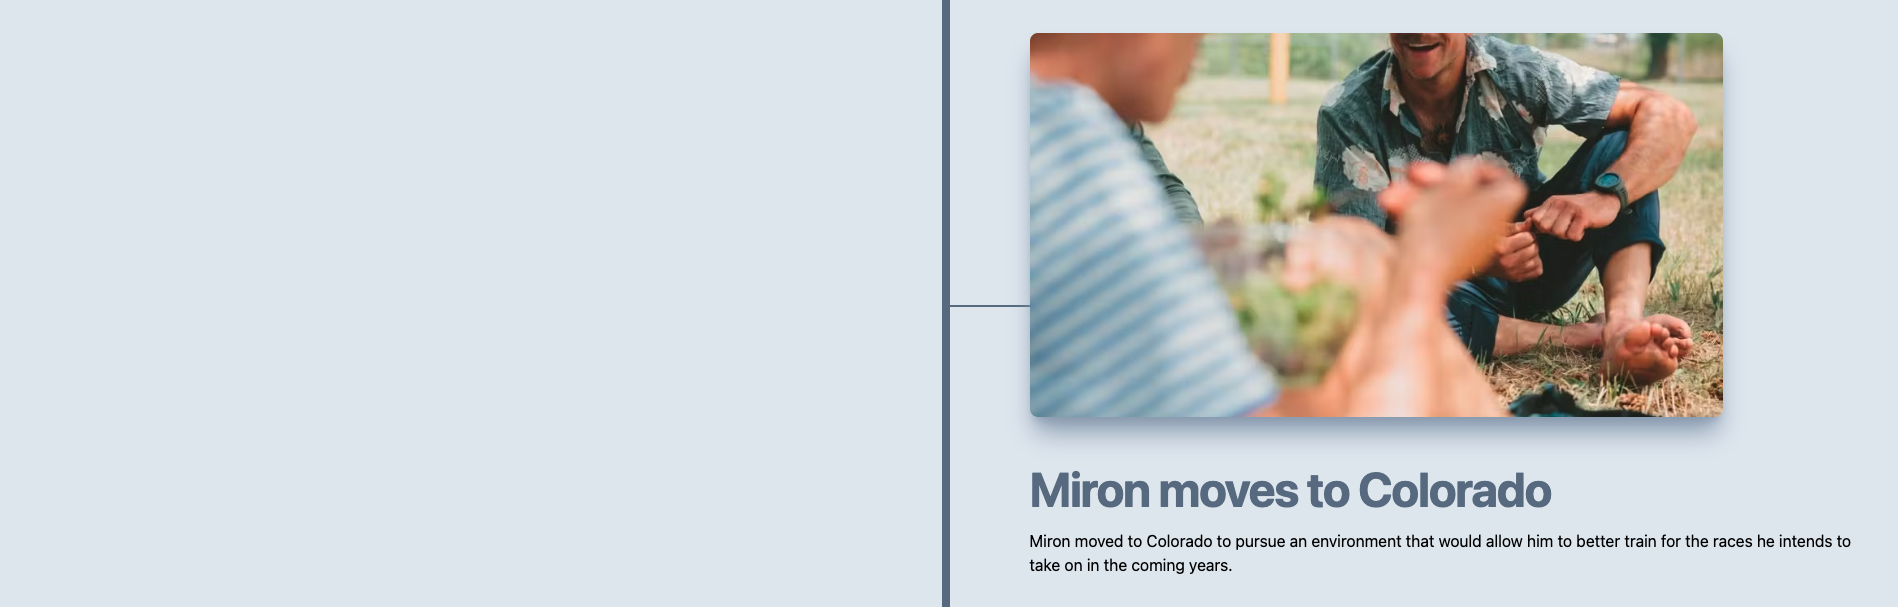 Miron moves to Colorado
Miron moved to Colorado to pursue an environment that would allow him to better train for the races he intends to
take on in the coming years.